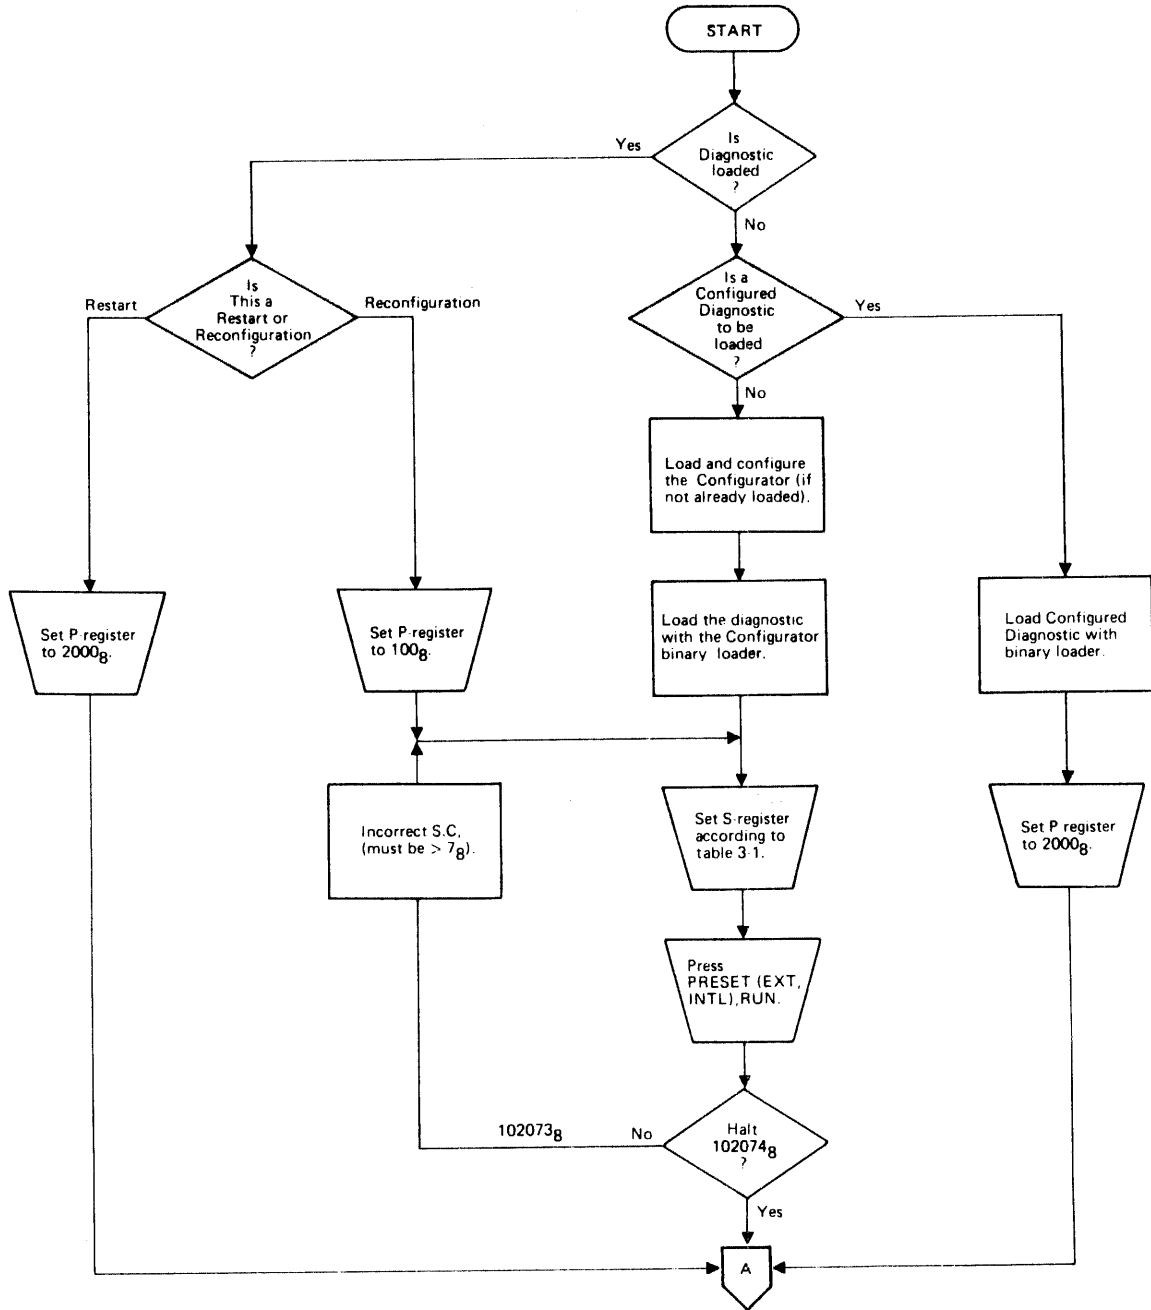 START
Is
Diagnostic
loaded
?
Yes
No
Is
This a
Restart or
Reconfiguration
?
Restart
Reconfiguration
Is a
Configured
Diagnostic
to be
loaded
?
Yes
No
Load and configure
the Configurator (if
not already loaded).
Set P-register
to 2000₈.
Set P-register
to 100₈.
Load the diagnostic
with the Configurator
binary loader.
Load Configured
Diagnostic with
binary loader.
Incorrect S.C,
(must be > 7₈).
Set S-register
according to
table 3-1.
Set P register
to 2000₈.
Press
PRESET (EXT,
INTL),RUN.
102073₈
No
Halt
102074₈
?
Yes
A